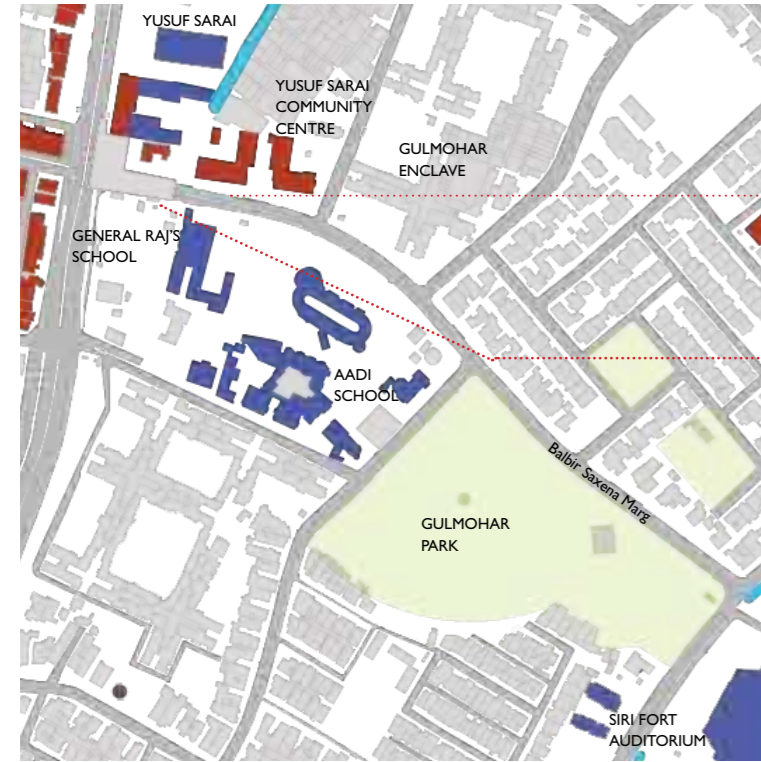 YUSUF SARAI
YUSUF SARAI
COMMUNITY
CENTRE
GULMOHAR
ENCLAVE
GENERAL RAJ'S
SCHOOL
AADI
SCHOOL
Balbir Saxena Marg
GULMOHAR
PARK
SIRI FORT
AUDITORIUM